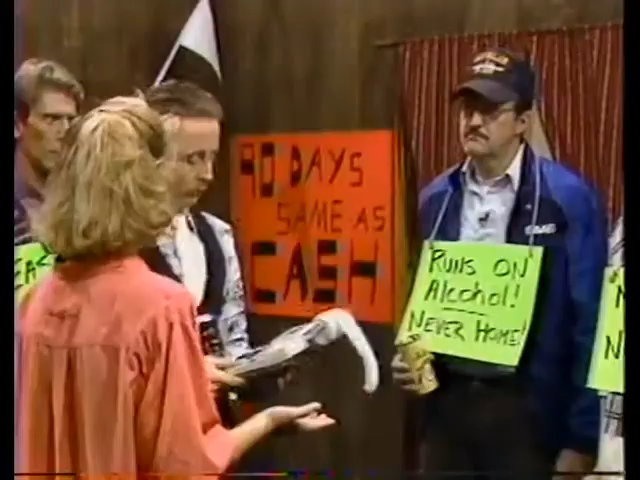 90 DAYS
SAME AS
CASH
RUNS ON
Alcohol!
NEVER HOME!